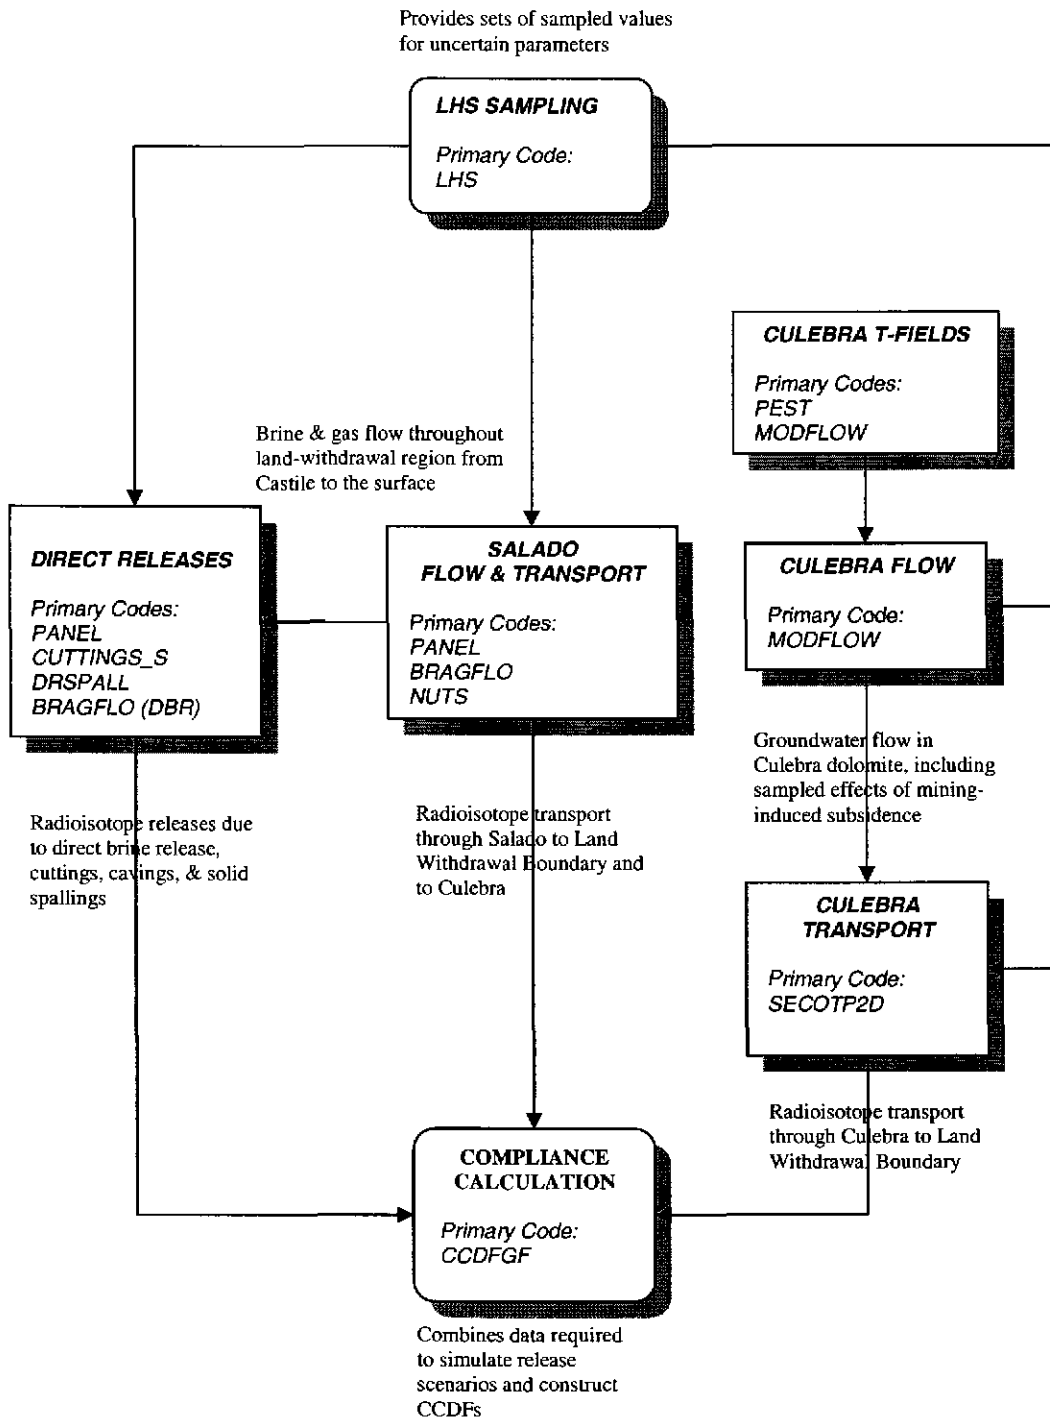 Provides sets of sampled values
for uncertain parameters
LHS SAMPLING
Primary Code:
LHS
CULEBRA T-FIELDS
Primary Codes:
PEST
MODFLOW
Brine & gas flow throughout
land-withdrawal region from
Castile to the surface
DIRECT RELEASES
Primary Codes:
PANEL
CUTTINGS_S
DRSPALL
BRAGFLO (DBR)
SALADO
FLOW & TRANSPORT
Primary Codes:
PANEL
BRAGFLO
NUTS
CULEBRA FLOW
Primary Code:
MODFLOW
Groundwater flow in
Culebra dolomite, including
sampled effects of mining-
induced subsidence
Radioisotope releases due
to direct brine release,
cuttings, cavings, & solid
spallings
Radioisotope transport
through Salado to Land
Withdrawal Boundary and
to Culebra
CULEBRA
TRANSPORT
Primary Code:
SECOTP2D
Radioisotope transport
through Culebra to Land
Withdrawal Boundary
COMPLIANCE
CALCULATION
Primary Code:
CCDFGF
Combines data required
to simulate release
scenarios and construct
CCDFs